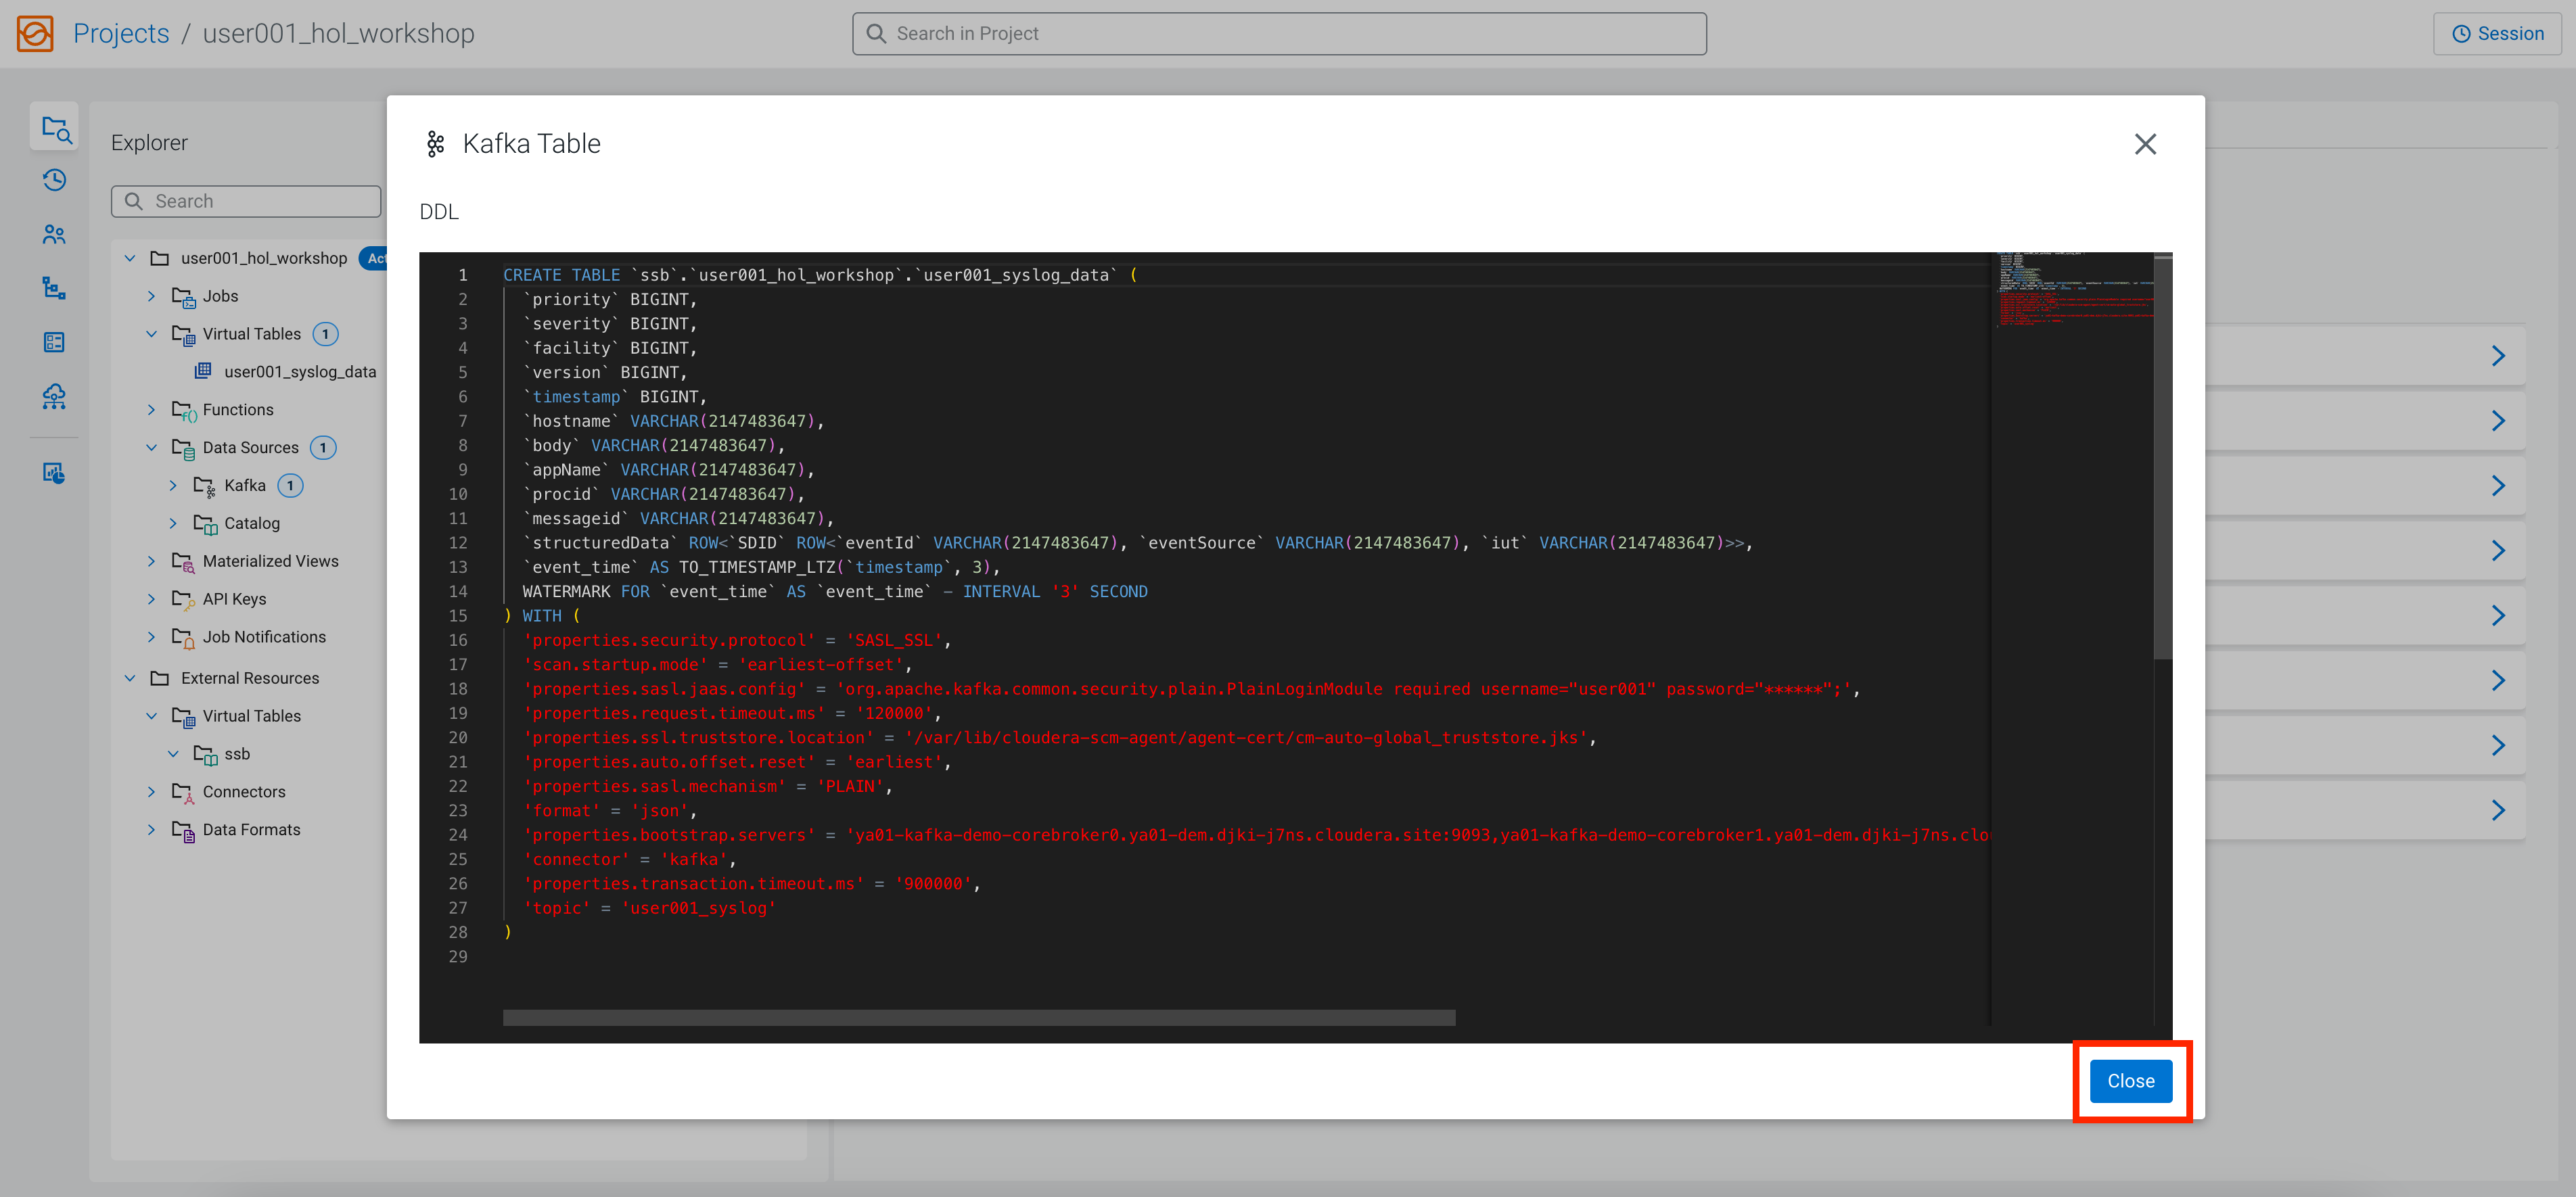 Projects / user001_hol_workshop
Search in Project
Session
Explorer
Search
user001_hol_workshop
Jobs
Virtual Tables 1
user001_syslog_data
Functions
Data Sources 1
Kafka 1
Catalog
Materialized Views
API Keys
Job Notifications
External Resources
Virtual Tables
ssb
Connectors
Data Formats
Kafka Table
DDL
1 CREATE TABLE `ssb`.`user001_hol_workshop`.`user001_syslog_data` (
2 `priority` BIGINT,
3 `severity` BIGINT,
4 `facility` BIGINT,
5 `version` BIGINT,
6 `timestamp` BIGINT,
7 `hostname` VARCHAR(2147483647),
8 `body` VARCHAR(2147483647),
9 `appName` VARCHAR(2147483647),
10 `procid` VARCHAR(2147483647),
11 `messageid` VARCHAR(2147483647),
12 `structuredData` ROW<`SDID` ROW<`eventId` VARCHAR(2147483647), `eventSource` VARCHAR(2147483647), `iut` VARCHAR(2147483647)>>,
13 `event_time` AS TO_TIMESTAMP_LTZ(`timestamp`, 3),
14 WATERMARK FOR `event_time` AS `event_time` - INTERVAL '3' SECOND
15 ) WITH (
16 'properties.security.protocol' = 'SASL_SSL',
17 'scan.startup.mode' = 'earliest-offset',
18 'properties.sasl.jaas.config' = 'org.apache.kafka.common.security.plain.PlainLoginModule required username="user001" password="******";',
19 'properties.request.timeout.ms' = '120000',
20 'properties.ssl.truststore.location' = '/var/lib/cloudera-scm-agent/agent-cert/cm-auto-global_truststore.jks',
21 'properties.auto.offset.reset' = 'earliest',
22 'properties.sasl.mechanism' = 'PLAIN',
23 'format' = 'json',
24 'properties.bootstrap.servers' = 'ya01-kafka-demo-corebroker0.ya01-dem.djki-j7ns.cloudera.site:9093,ya01-kafka-demo-corebroker1.ya01-dem.djki-j7ns.clo
25 'connector' = 'kafka',
26 'properties.transaction.timeout.ms' = '900000',
27 'topic' = 'user001_syslog'
28 )
29
Close